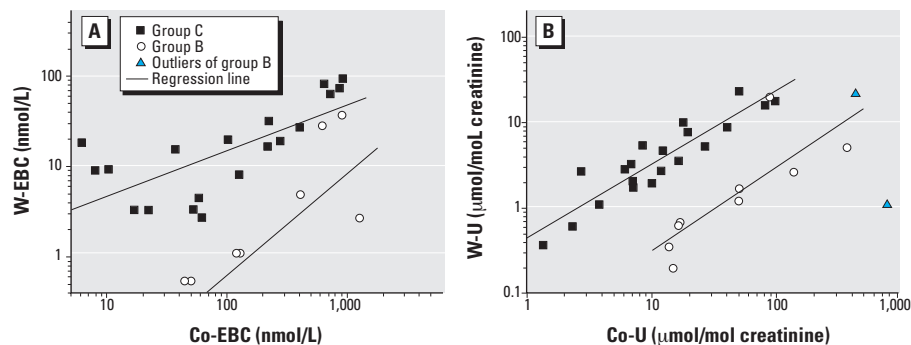 A
Group C
Group B
Outliers of group B
Regression line
100
10
1
W-EBC (nmol/L)
10
100
1,000
Co-EBC (nmol/L)
B
100
10
1
0.1
W-U (μmol/moL creatinine)
1
10
100
1,000
Co-U (μmol/mol creatinine)